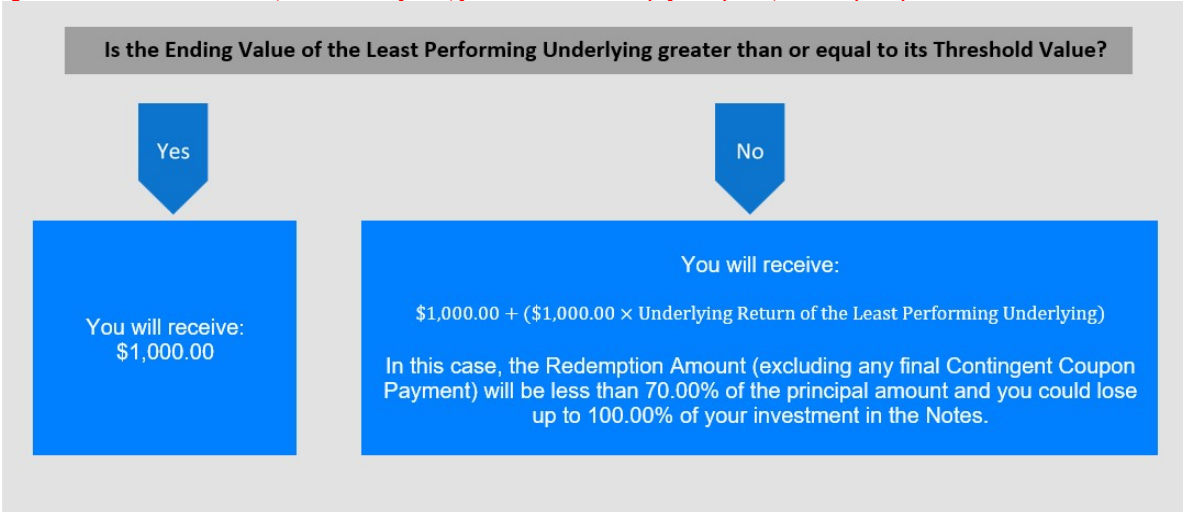 Is the Ending Value of the Least Performing Underlying greater than or equal to its Threshold Value?
Yes
No
You will receive:
$1,000.00
You will receive:
$1,000.00 + ($1,000.00 × Underlying Return of the Least Performing Underlying)
In this case, the Redemption Amount (excluding any final Contingent Coupon
Payment) will be less than 70.00% of the principal amount and you could lose
up to 100.00% of your investment in the Notes.